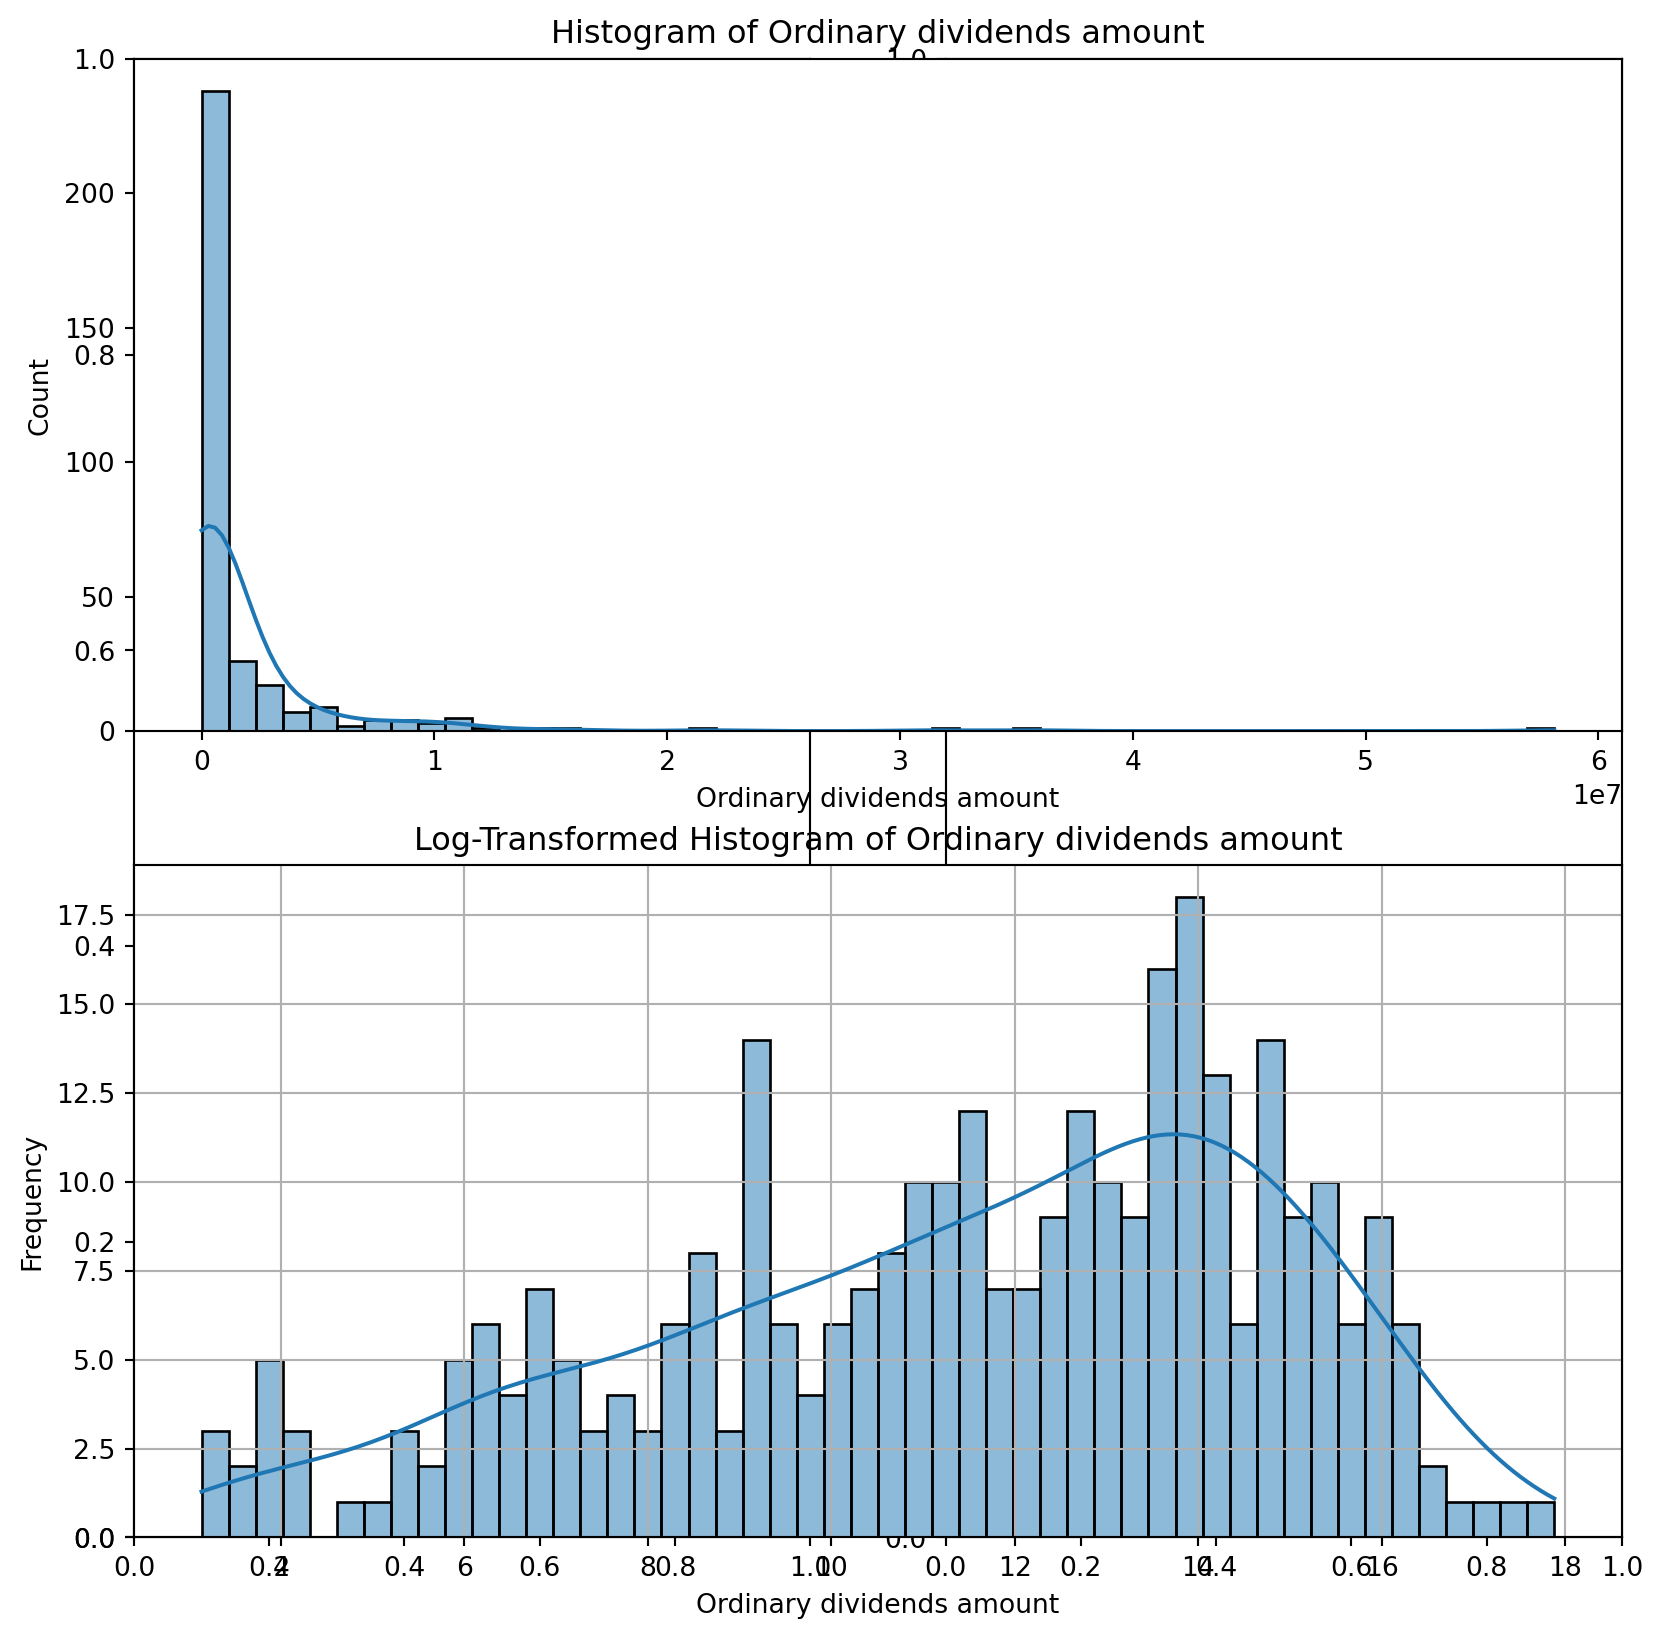 Histogram of Ordinary dividends amount
1.0
1.0
200
150
0.8
Count
100
50
0.6
0
0 1 2 3 4 5 6
1e7
Ordinary dividends amount
Log-Transformed Histogram of Ordinary dividends amount
17.5
0.4
15.0
12.5
10.0
Frequency
0.2
7.5
5.0
2.5
0.0
0.0
0.0 0.2 4 0.4 6 0.6 8 0.8 1.0 10 0.0 12 0.2 14 0.4 0.6 16 0.8 18 1.0
Ordinary dividends amount